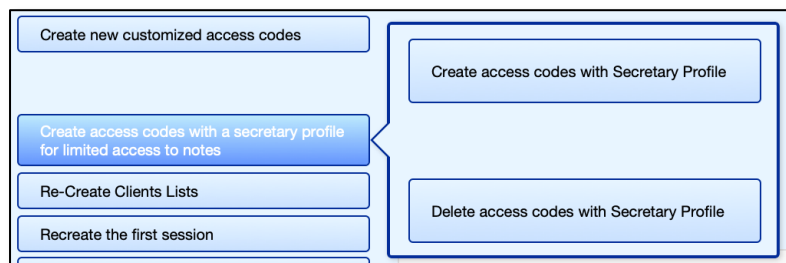 Create new customized access codes
Create access codes with a secretary profile
for limited access to notes
Re-Create Clients Lists
Recreate the first session
Create access codes with Secretary Profile
Delete access codes with Secretary Profile